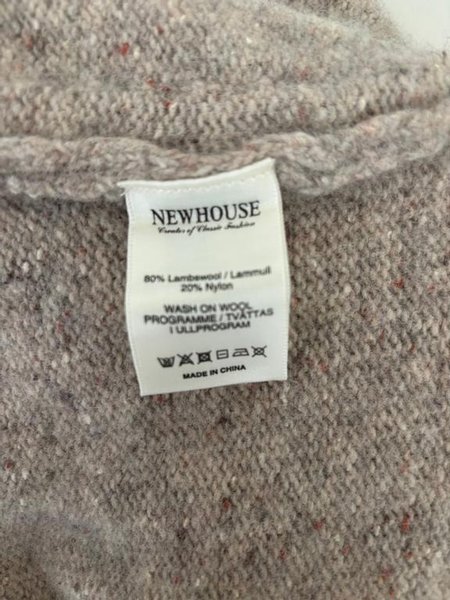 NEWHOUSE
Creator of Classic Fashion
80% Lambswool / Lammull
20% Nylon
WASH ON WOOL
PROGRAMME / TVÄTTAS
I ULLPROGRAM
MADE IN CHINA